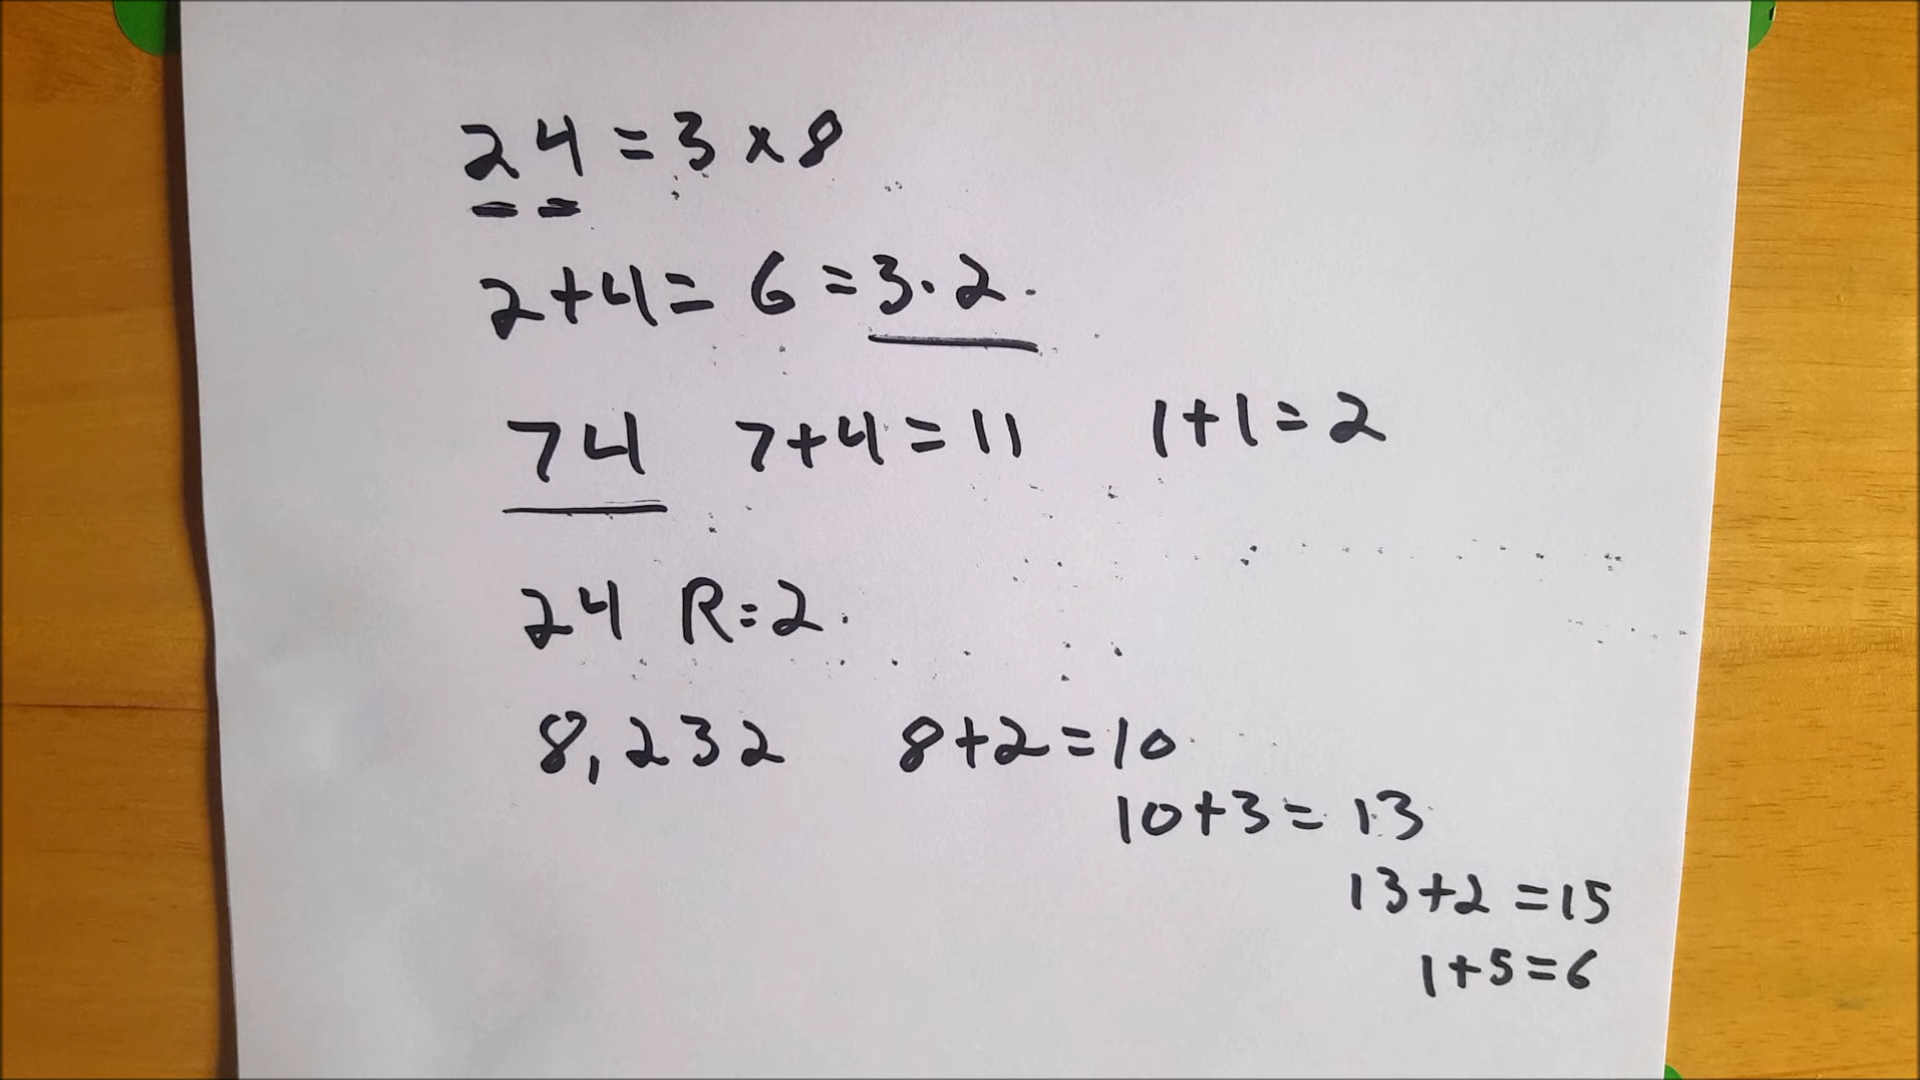 24 = 3 × 8
2+4= 6 = 3·2.
74 7+4=11 1+1=2
24 R=2.
8,232 8+2=10
10+3= 13
13+2 =15
1+5=6